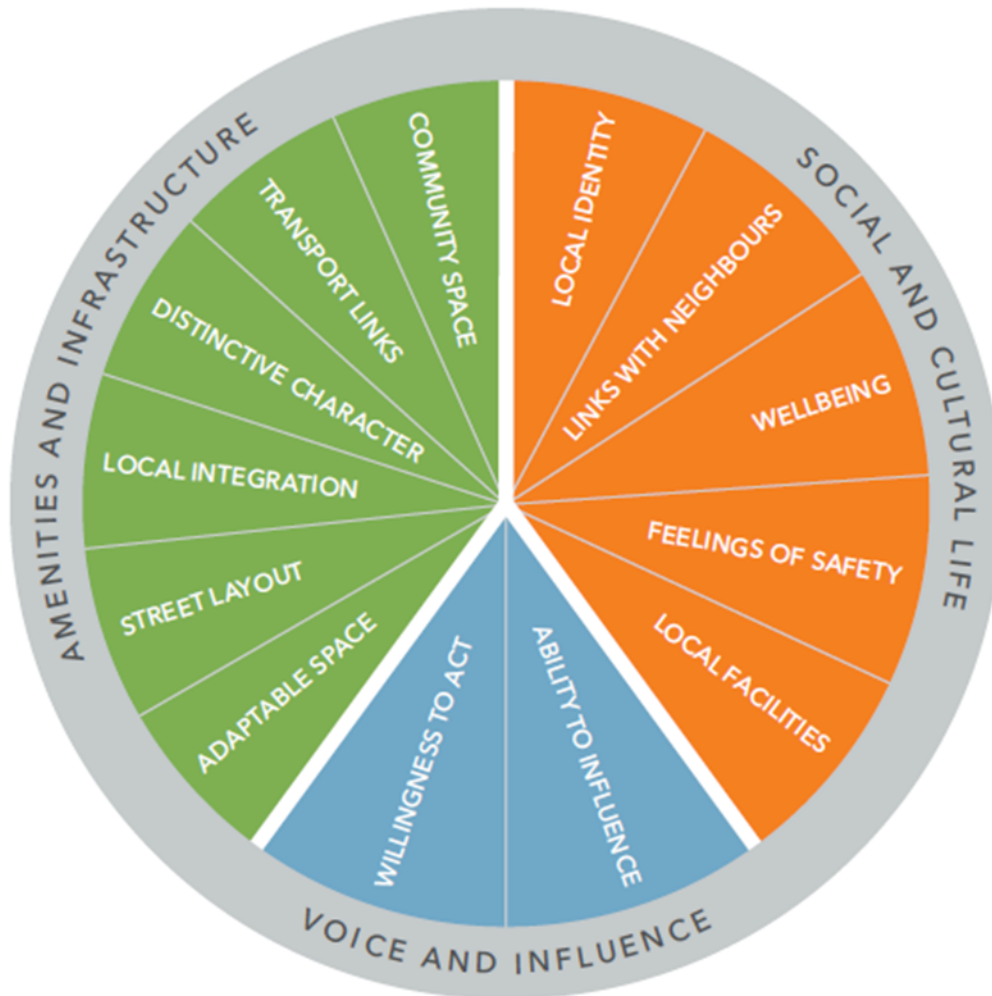 AMENITIES AND INFRASTRUCTURE
COMMUNITY SPACE
TRANSPORT LINKS
DISTINCTIVE CHARACTER
LOCAL INTEGRATION
STREET LAYOUT
ADAPTABLE SPACE
SOCIAL AND CULTURAL LIFE
LOCAL IDENTITY
LINKS WITH NEIGHBOURS
WELLBEING
FEELINGS OF SAFETY
LOCAL FACILITIES
VOICE AND INFLUENCE
WILLINGNESS TO ACT
ABILITY TO INFLUENCE